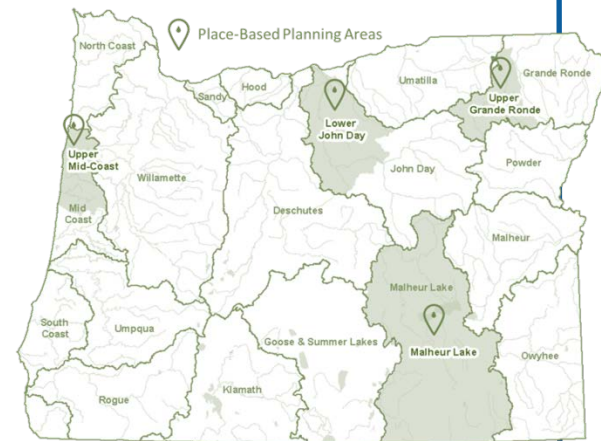 Place-Based Planning Areas
North Coast
Sandy
Hood
Umatilla
Grande Ronde
Upper
Grande Ronde
Lower
John Day
Upper
Mid-Coast
Willamette
John Day
Powder
Mid
Coast
Deschutes
Malheur
Malheur Lake
South
Coast
Umpqua
Goose & Summer Lakes
Malheur Lake
Owyhee
Rogue
Klamath